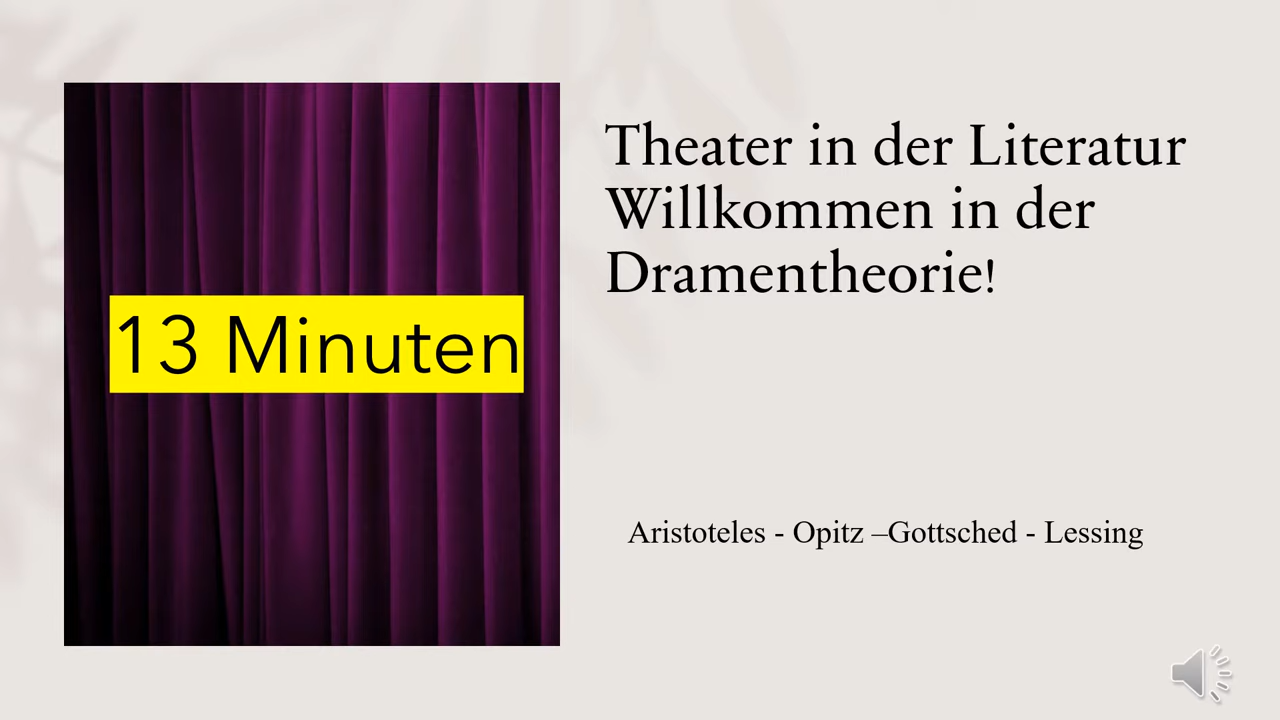 Theater in der Literatur
Willkommen in der
Dramentheorie!
13 Minuten
Aristoteles - Opitz –Gottsched - Lessing